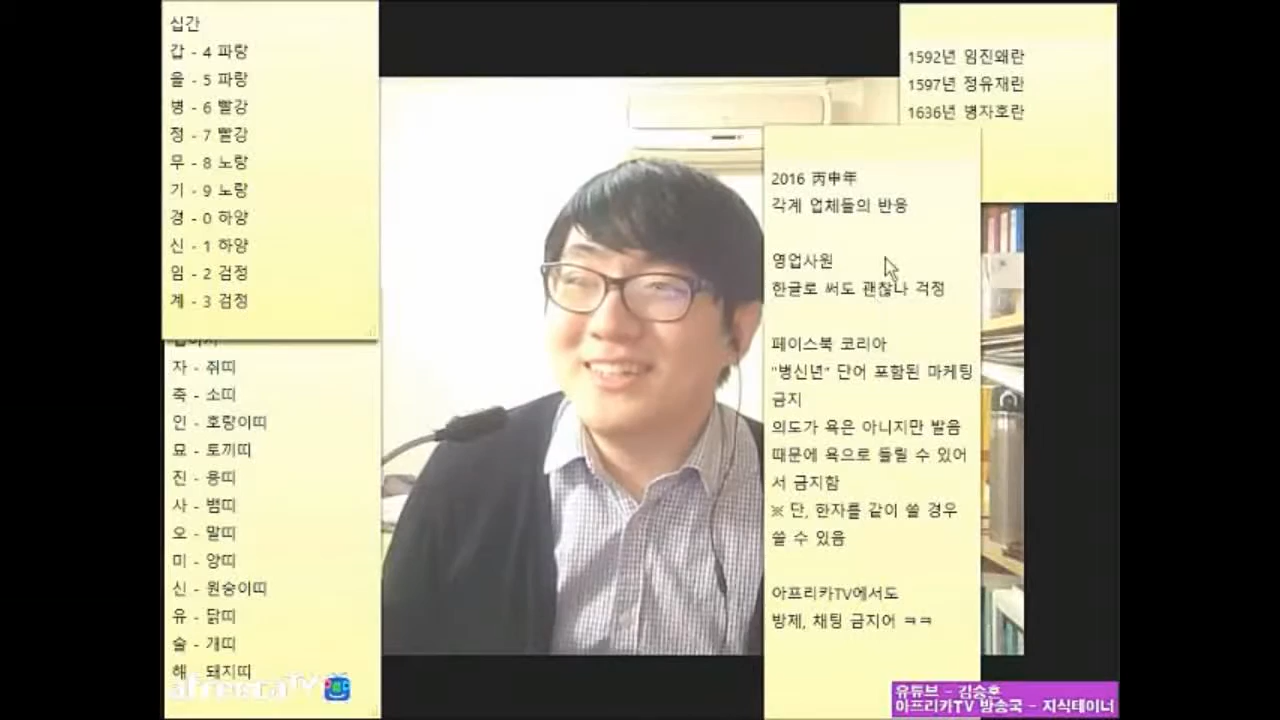 십간
갑 - 4 파랑
을 - 5 파랑
병 - 6 빨강
정 - 7 빨강
무 - 8 노랑
기 - 9 노랑
경 - 0 하양
신 - 1 하양
임 - 2 검정
계 - 3 검정
자 - 쥐띠
축 - 소띠
인 - 호랑이띠
묘 - 토끼띠
진 - 용띠
사 - 뱀띠
오 - 말띠
미 - 양띠
신 - 원숭이띠
유 - 닭띠
술 - 개띠
해 - 돼지띠
afreecaTV
1592년 임진왜란
1597년 정유재란
1636년 병자호란
2016 丙申年
각계 업체들의 반응
영업사원
한글로 써도 괜찮나 걱정
페이스북 코리아
"병신년" 단어 포함된 마케팅
금지
의도가 욕은 아니지만 발음
때문에 욕으로 들릴 수 있어
서 금지함
※ 단, 한자를 같이 쓸 경우
쓸 수 있음
아프리카TV에서도
방제, 채팅 금지어 ㅋㅋ
유튜브 - 김승훈
아프리카TV 방송국 - 지식테이너